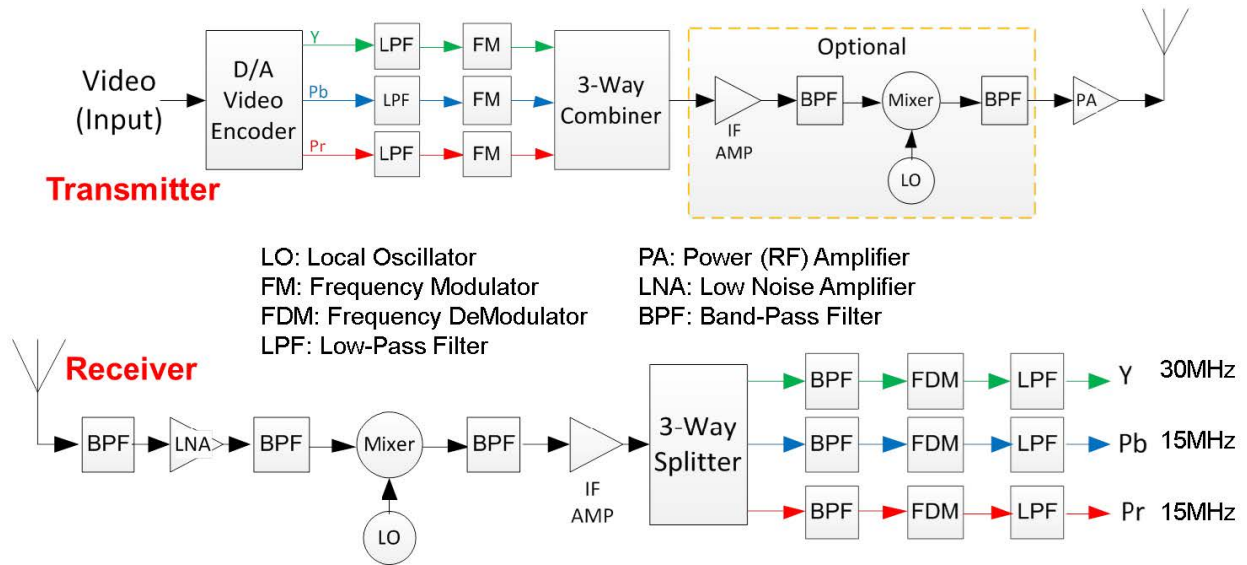 Video
(Input)
Transmitter
D/A
Video
Encoder
Y
Pb
Pr
LPF
FM
LPF
FM
LPF
FM
3-Way
Combiner
Optional
IF
AMP
BPF
Mixer
LO
BPF
PA
LO: Local Oscillator
FM: Frequency Modulator
FDM: Frequency DeModulator
LPF: Low-Pass Filter
PA: Power (RF) Amplifier
LNA: Low Noise Amplifier
BPF: Band-Pass Filter
Receiver
BPF
LNA
BPF
Mixer
LO
BPF
IF
AMP
3-Way
Splitter
BPF
FDM
LPF
Y 30MHz
BPF
FDM
LPF
Pb 15MHz
BPF
FDM
LPF
Pr 15MHz